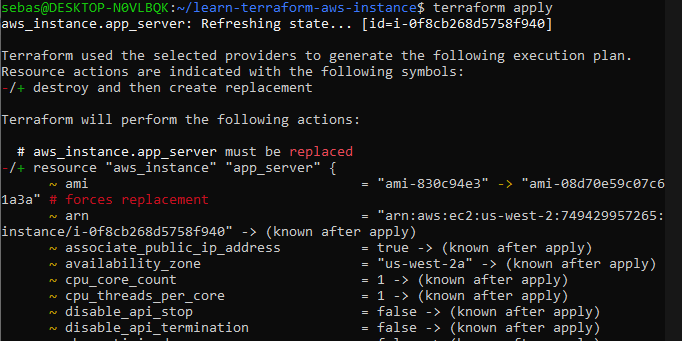 sebas@DESKTOP-N0VLBQK:~/learn-terraform-aws-instance$ terraform apply
aws_instance.app_server: Refreshing state... [id=i-0f8cb268d5758f940]
Terraform used the selected providers to generate the following execution plan.
Resource actions are indicated with the following symbols:
-/+ destroy and then create replacement
Terraform will perform the following actions:
# aws_instance.app_server must be replaced
-/+ resource "aws_instance" "app_server" {
~ ami = "ami-830c94e3" -> "ami-08d70e59c07c6
1a3a" # forces replacement
~ arn = "arn:aws:ec2:us-west-2:749429957265:
instance/i-0f8cb268d5758f940" -> (known after apply)
~ associate_public_ip_address = true -> (known after apply)
~ availability_zone = "us-west-2a" -> (known after apply)
~ cpu_core_count = 1 -> (known after apply)
~ cpu_threads_per_core = 1 -> (known after apply)
~ disable_api_stop = false -> (known after apply)
~ disable_api_termination = false -> (known after apply)